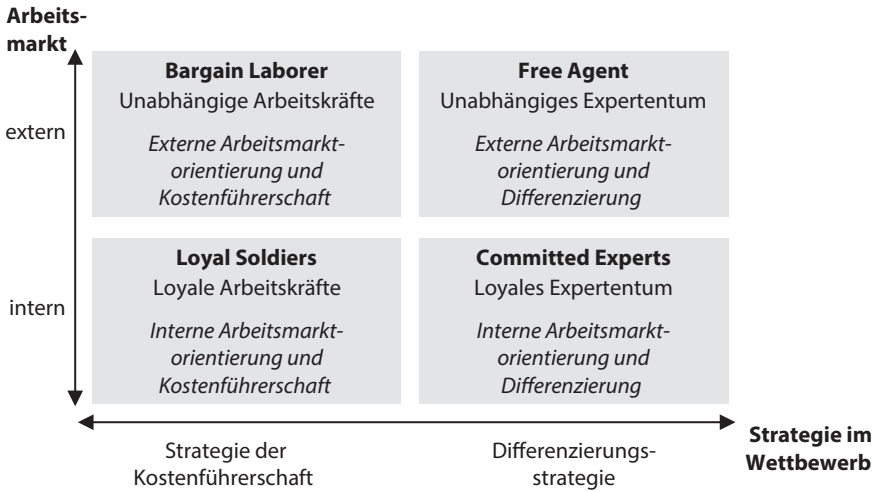 Arbeits-
markt
extern
Bargain Laborer
Unabhängige Arbeitskräfte
Externe Arbeitsmarkt-
orientierung und
Kostenführerschaft
Free Agent
Unabhängiges Expertentum
Externe Arbeitsmarkt-
orientierung und
Differenzierung
intern
Loyal Soldiers
Loyale Arbeitskräfte
Interne Arbeitsmarkt-
orientierung und
Kostenführerschaft
Committed Experts
Loyales Expertentum
Interne Arbeitsmarkt-
orientierung und
Differenzierung
Strategie der
Kostenführerschaft
Differenzierungs-
strategie
Strategie im
Wettbewerb